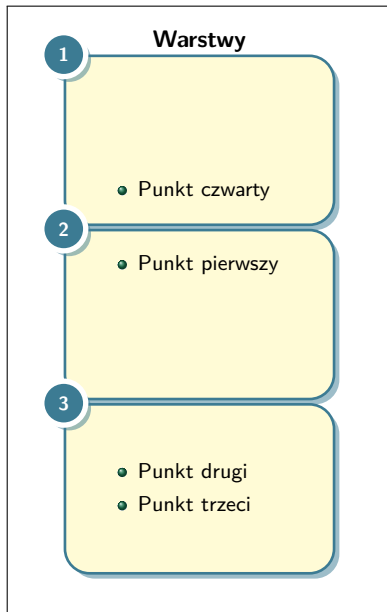 Warstwy
1
• Punkt czwarty
2
• Punkt pierwszy
3
• Punkt drugi
• Punkt trzeci